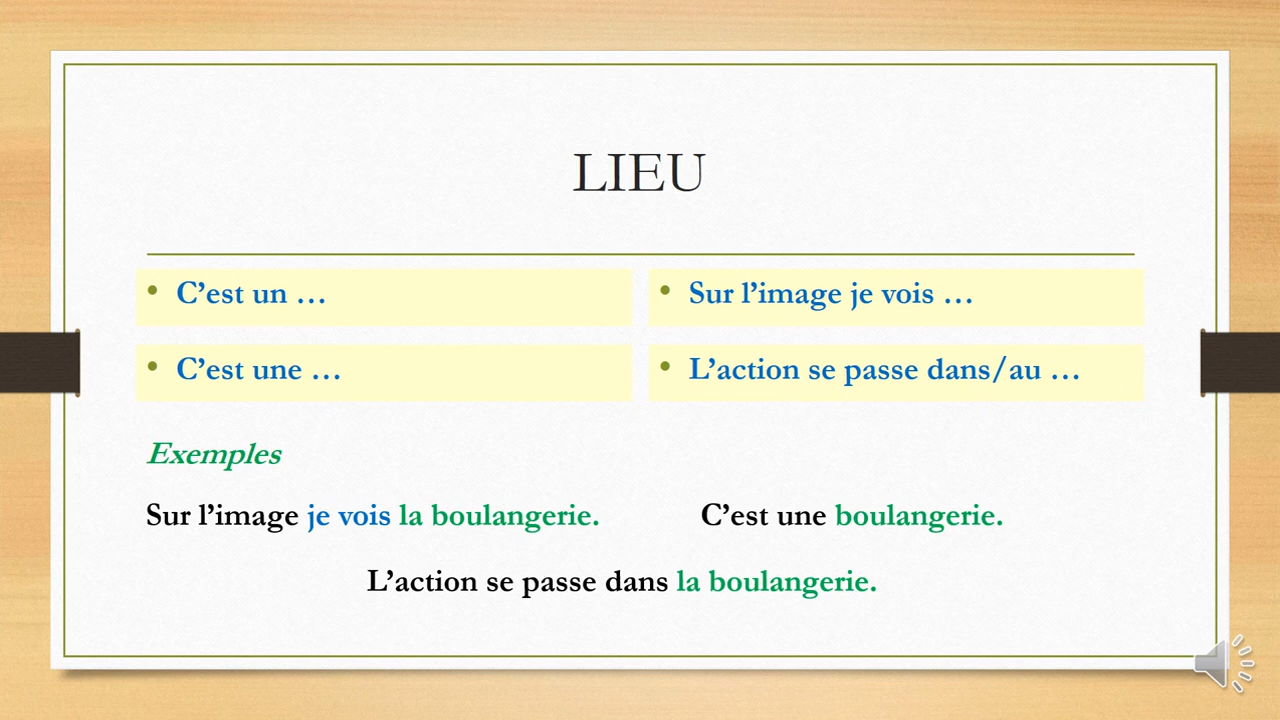 LIEU
• C’est un …
• Sur l’image je vois …
• C’est une …
• L’action se passe dans/au …
Exemples
Sur l’image je vois la boulangerie.
C’est une boulangerie.
L’action se passe dans la boulangerie.